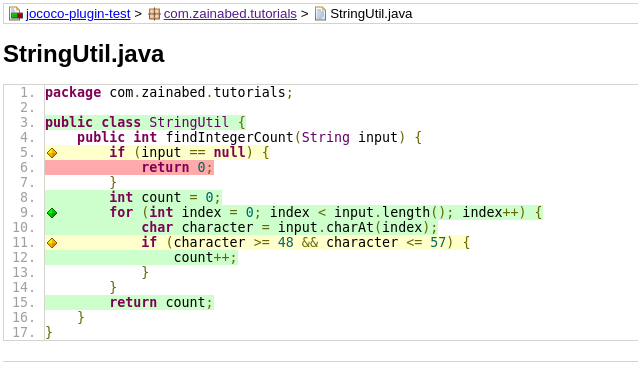 jococo-plugin-test > com.zainabed.tutorials > StringUtil.java
StringUtil.java
1. package com.zainabed.tutorials;
2.
3. public class StringUtil {
4.     public int findIntegerCount(String input) {
5.         if (input == null) {
6.             return 0;
7.         }
8.         int count = 0;
9.         for (int index = 0; index < input.length(); index++) {
10.             char character = input.charAt(index);
11.             if (character >= 48 && character <= 57) {
12.                 count++;
13.             }
14.         }
15.         return count;
16.     }
17. }